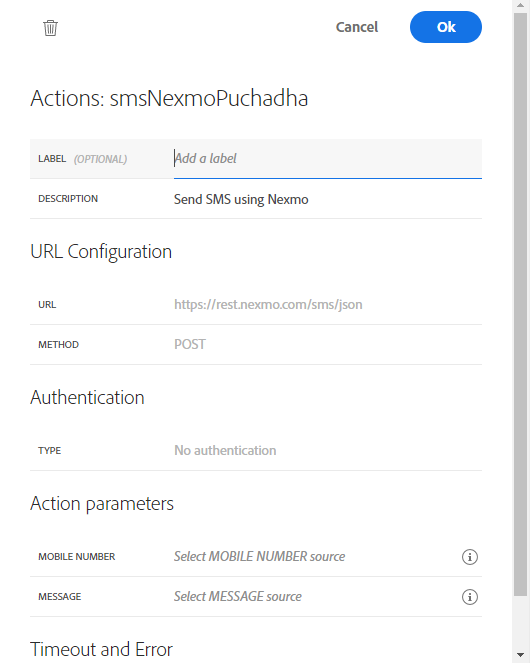 Cancel
Ok
Actions: smsNexmoPuchadha
LABEL (OPTIONAL) Add a label
DESCRIPTION Send SMS using Nexmo
URL Configuration
URL https://rest.nexmo.com/sms/json
METHOD POST
Authentication
TYPE No authentication
Action parameters
MOBILE NUMBER Select MOBILE NUMBER source
MESSAGE Select MESSAGE source
Timeout and Error